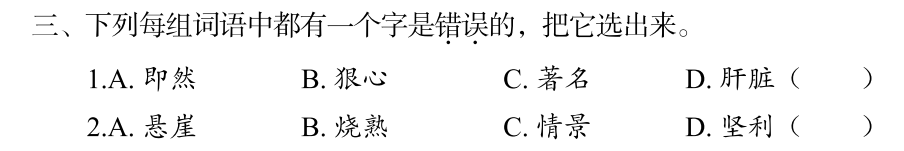 三、下列每组词语中都有一个字是错误的，把它选出来。
1.A. 即然 B. 狠心 C. 著名 D. 肝脏（ ）
2.A. 悬崖 B. 烧熟 C. 情景 D. 坚利（ ）